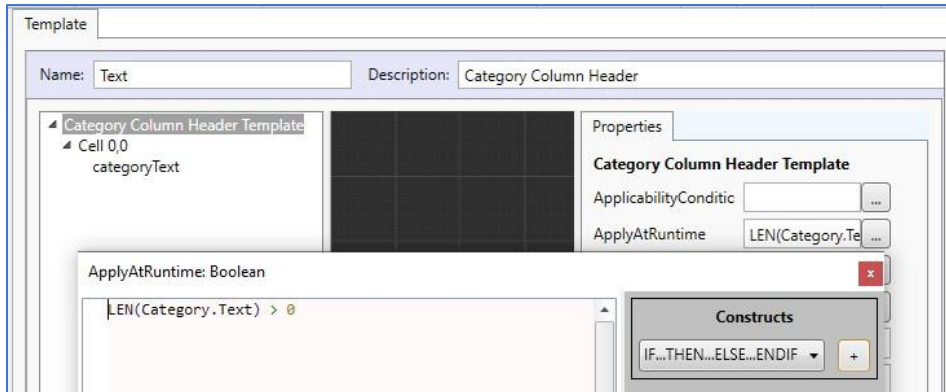 Template
Name: Text Description: Category Column Header
Category Column Header Template
Cell 0,0
categoryText
Properties
Category Column Header Template
ApplicabilityConditic ...
ApplyAtRuntime LEN(Category.Te ...
ApplyAtRuntime: Boolean x
LEN(Category.Text) > 0
Constructs
IF...THEN...ELSE...ENDIF +